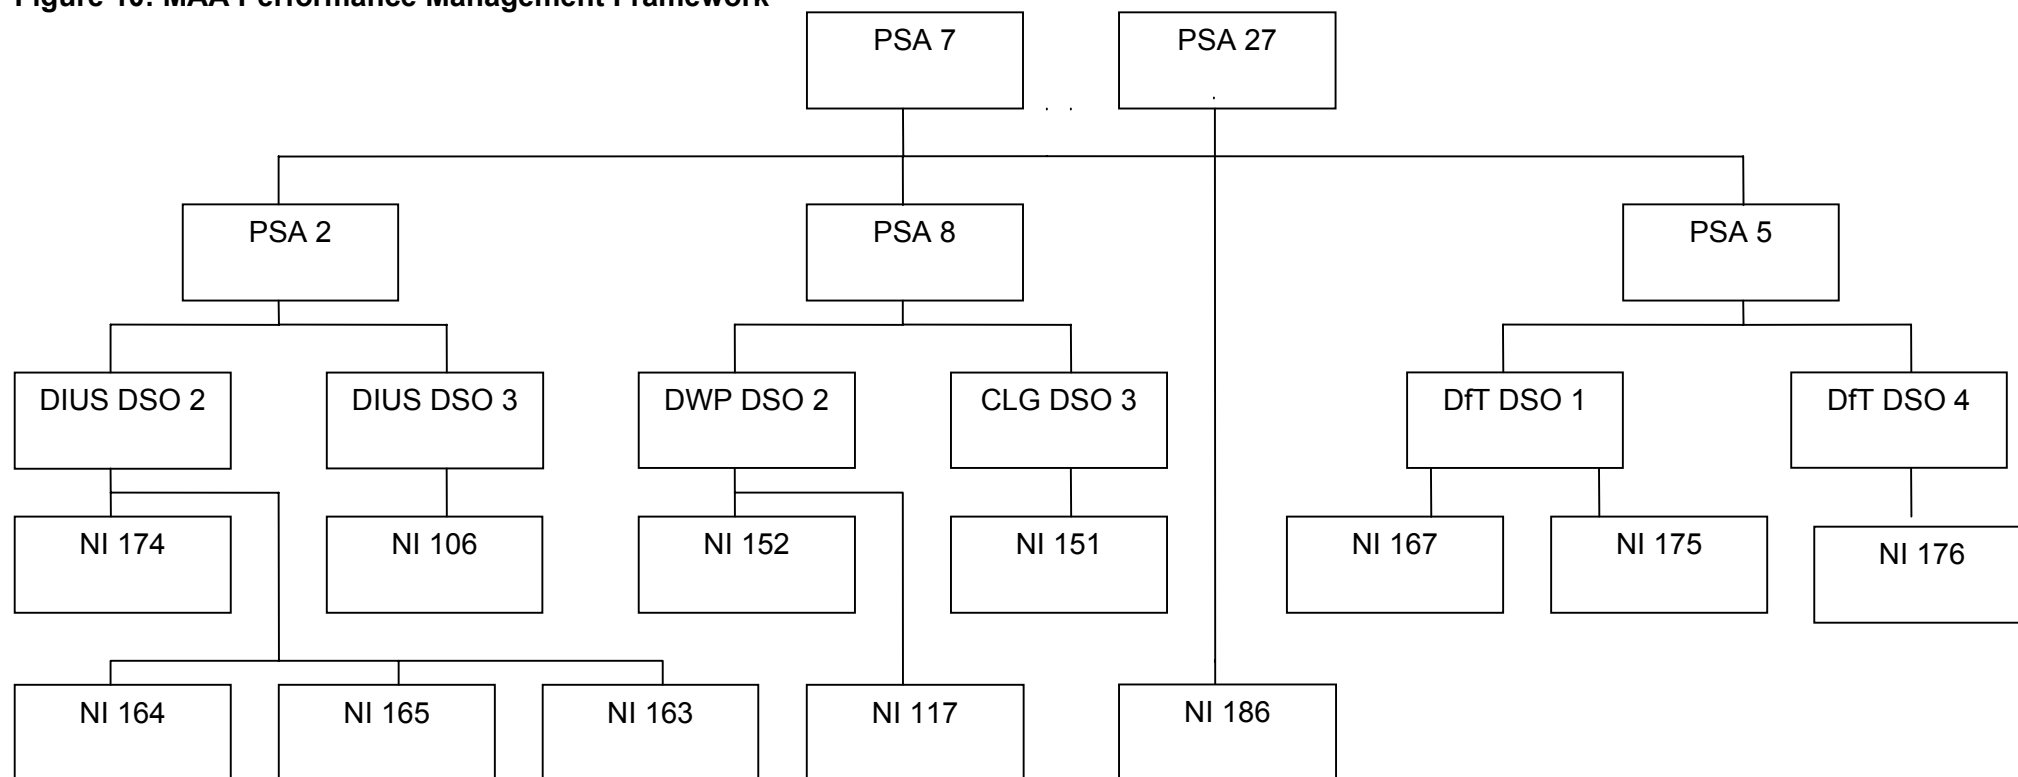 Figure 10: MAA Performance Management Framework
PSA 7
PSA 27
PSA 2
PSA 8
PSA 5
DIUS DSO 2
DIUS DSO 3
DWP DSO 2
CLG DSO 3
DfT DSO 1
DfT DSO 4
NI 174
NI 106
NI 152
NI 151
NI 167
NI 175
NI 176
NI 164
NI 165
NI 163
NI 117
NI 186